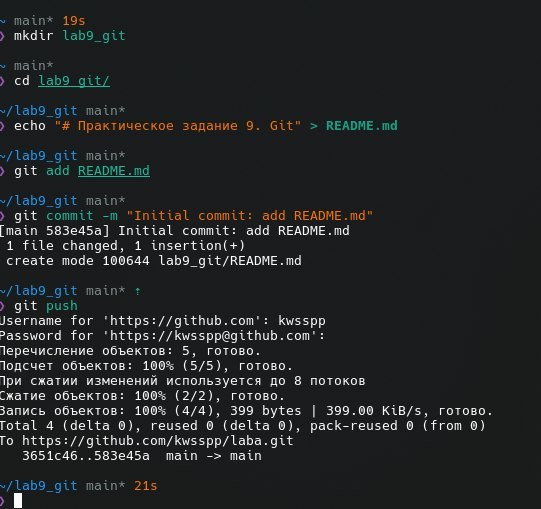 ~ main* 19s
❯ mkdir lab9_git
~ main*
❯ cd lab9_git/
~/lab9_git main*
❯ echo "# Практическое задание 9. Git" > README.md
~/lab9_git main*
❯ git add README.md
~/lab9_git main*
❯ git commit -m "Initial commit: add README.md"
[main 583e45a] Initial commit: add README.md
1 file changed, 1 insertion(+)
create mode 100644 lab9_git/README.md
~/lab9_git main* ⇡
❯ git push
Username for 'https://github.com': kwsspp
Password for 'https://kwsspp@github.com':
Перечисление объектов: 5, готово.
Подсчет объектов: 100% (5/5), готово.
При сжатии изменений используется до 8 потоков
Сжатие объектов: 100% (2/2), готово.
Запись объектов: 100% (4/4), 399 bytes | 399.00 KiB/s, готово.
Total 4 (delta 0), reused 0 (delta 0), pack-reused 0 (from 0)
To https://github.com/kwsspp/laba.git
3651c46..583e45a  main -> main
~/lab9_git main* 21s
❯